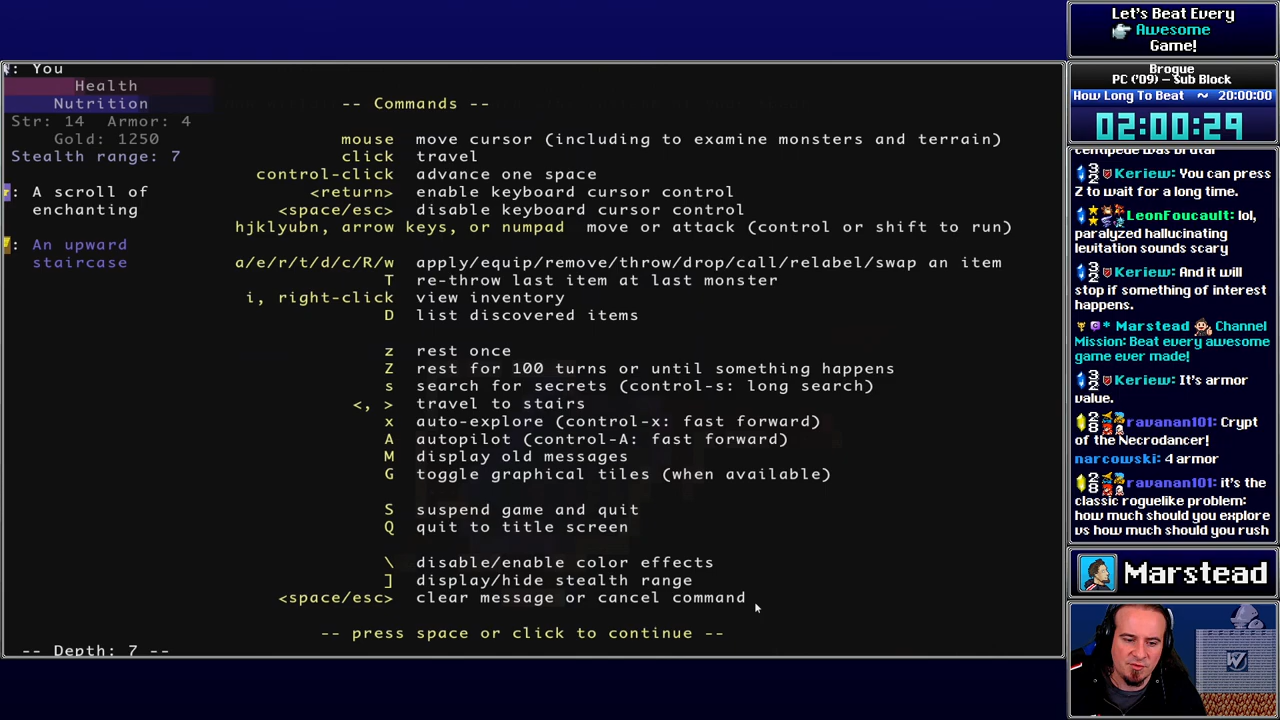 : You
Health
Nutrition
Str: 14  Armor: 4
Gold: 1250
Stealth range: 7
: A scroll of
enchanting
: An upward
staircase
-- Depth: 7 --
-- Commands --
mouse  move cursor (including to examine monsters and terrain)
click  travel
control-click  advance one space
<return>  enable keyboard cursor control
<space/esc>  disable keyboard cursor control
hjklyubn, arrow keys, or numpad  move or attack (control or shift to run)
a/e/r/t/d/c/R/w  apply/equip/remove/throw/drop/call/relabel/swap an item
T  re-throw last item at last monster
i, right-click  view inventory
D  list discovered items
z  rest once
Z  rest for 100 turns or until something happens
s  search for secrets (control-s: long search)
<, >  travel to stairs
x  auto-explore (control-x: fast forward)
A  autopilot (control-A: fast forward)
M  display old messages
G  toggle graphical tiles (when available)
S  suspend game and quit
Q  quit to title screen
\  disable/enable color effects
]  display/hide stealth range
<space/esc>  clear message or cancel command
-- press space or click to continue --
Let's Beat Every
Awesome
Game!
Brogue
PC ('09) – Sub Block
How Long To Beat ~ 20:00:00
02:00:29
centipede was brutal
Keriew: You can press
Z to wait for a long time.
LeonFoucault: lol,
paralyzed hallucinating
levitation sounds scary
Keriew: And it will
stop if something of interest
happens.
* Marstead Channel
Mission: Beat every awesome
game ever made!
Keriew: It's armor
value.
ravanan101: Crypt
of the Necrodancer!
narcowski: 4 armor
ravanan101: it's the
classic roguelike problem:
how much should you explore
vs how much should you rush
Marstead